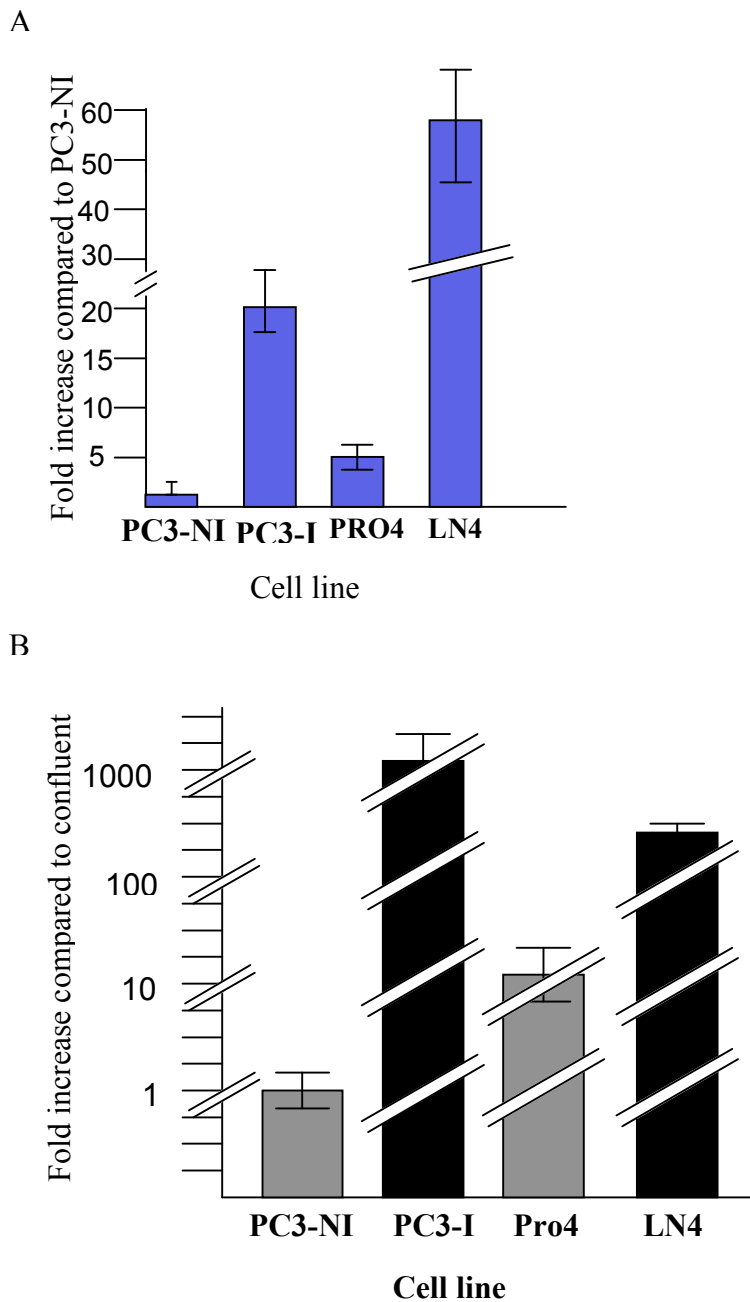 A
Fold increase compared to PC3-NI
60
50
40
30
20
15
10
5
PC3-NI PC3-I PRO4 LN4
Cell line
B
Fold increase compared to confluent
1000
100
10
1
PC3-NI PC3-I Pro4 LN4
Cell line